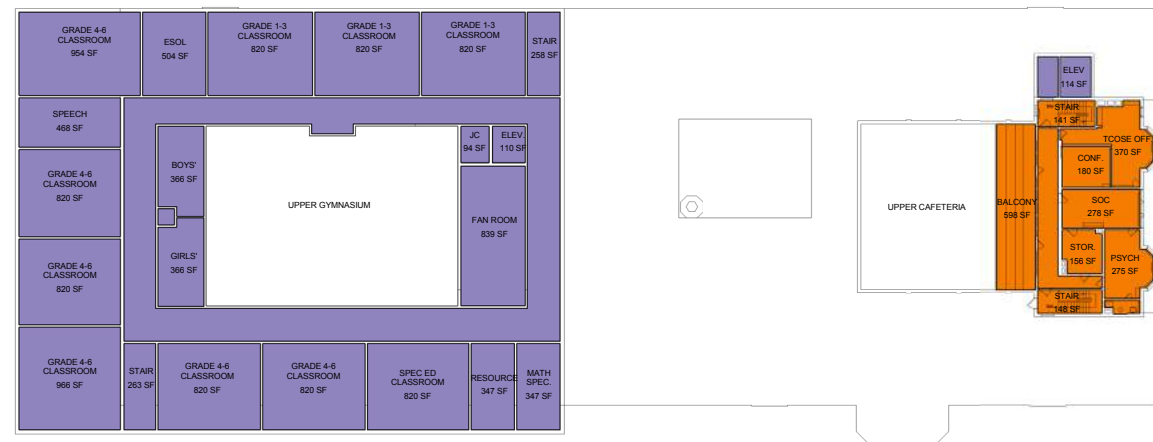 GRADE 4-6
CLASSROOM
954 SF
ESOL
504 SF
GRADE 1-3
CLASSROOM
820 SF
GRADE 1-3
CLASSROOM
820 SF
GRADE 1-3
CLASSROOM
820 SF
STAIR
258 SF
SPEECH
468 SF
GRADE 4-6
CLASSROOM
820 SF
GRADE 4-6
CLASSROOM
820 SF
GRADE 4-6
CLASSROOM
966 SF
BOYS'
366 SF
GIRLS'
366 SF
UPPER GYMNASIUM
JC
94 SF
ELEV.
110 SF
FAN ROOM
839 SF
STAIR
263 SF
GRADE 4-6
CLASSROOM
820 SF
GRADE 4-6
CLASSROOM
820 SF
SPEC ED
CLASSROOM
820 SF
RESOURCE
347 SF
MATH
SPEC.
347 SF
UPPER CAFETERIA
BALCONY
598 SF
ELEV
114 SF
STAIR
141 SF
TCOSE OFF
370 SF
CONF.
180 SF
SOC
278 SF
STOR.
156 SF
PSYCH
275 SF
STAIR
148 SF